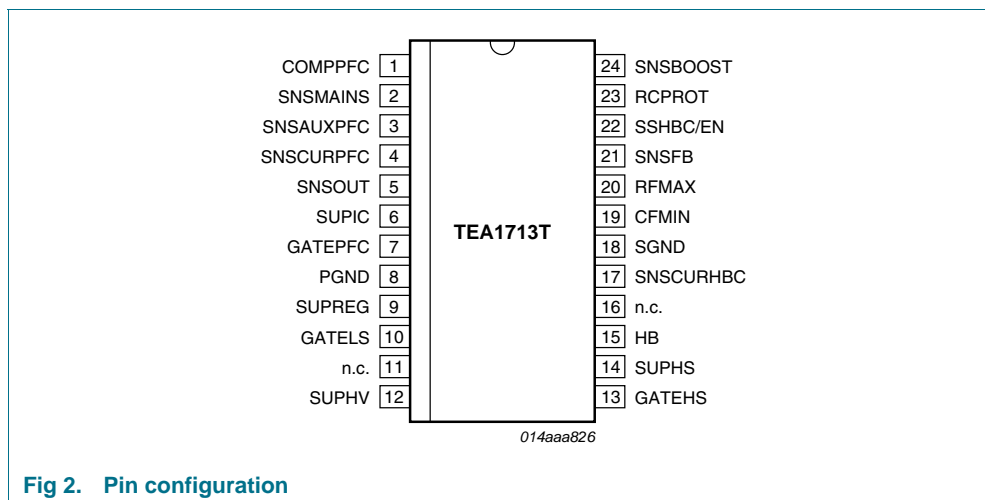 COMPPFC 1
SNSMAINS 2
SNSAUXPFC 3
SNSCURPFC 4
SNSOUT 5
SUPIC 6
GATEPFC 7
PGND 8
SUPREG 9
GATELS 10
n.c. 11
SUPHV 12
TEA1713T
24 SNSBOOST
23 RCPROT
22 SSHBC/EN
21 SNSFB
20 RFMAX
19 CFMIN
18 SGND
17 SNSCURHBC
16 n.c.
15 HB
14 SUPHS
13 GATEHS
014aaa826
Fig 2. Pin configuration